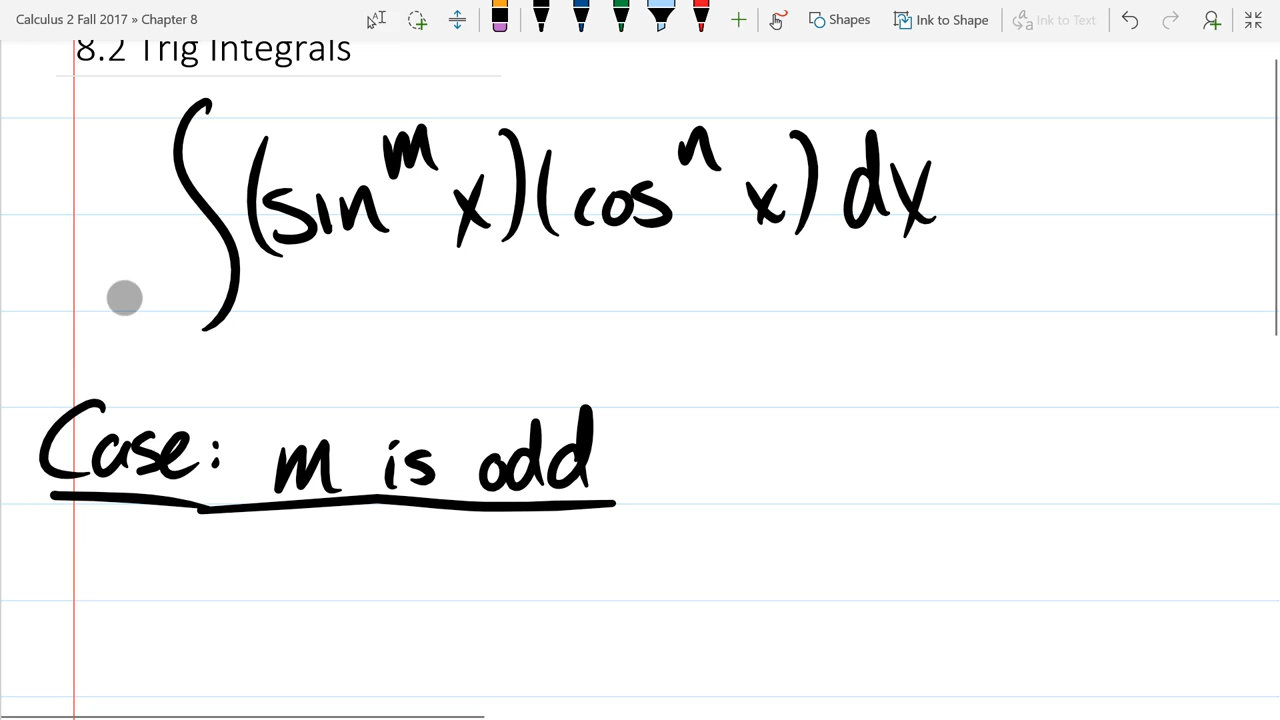 Calculus 2 Fall 2017 » Chapter 8
Shapes
Ink to Shape
Ink to Text
8.2 Trig Integrals
∫(sin^m x)(cos^n x) dx
Case: m is odd